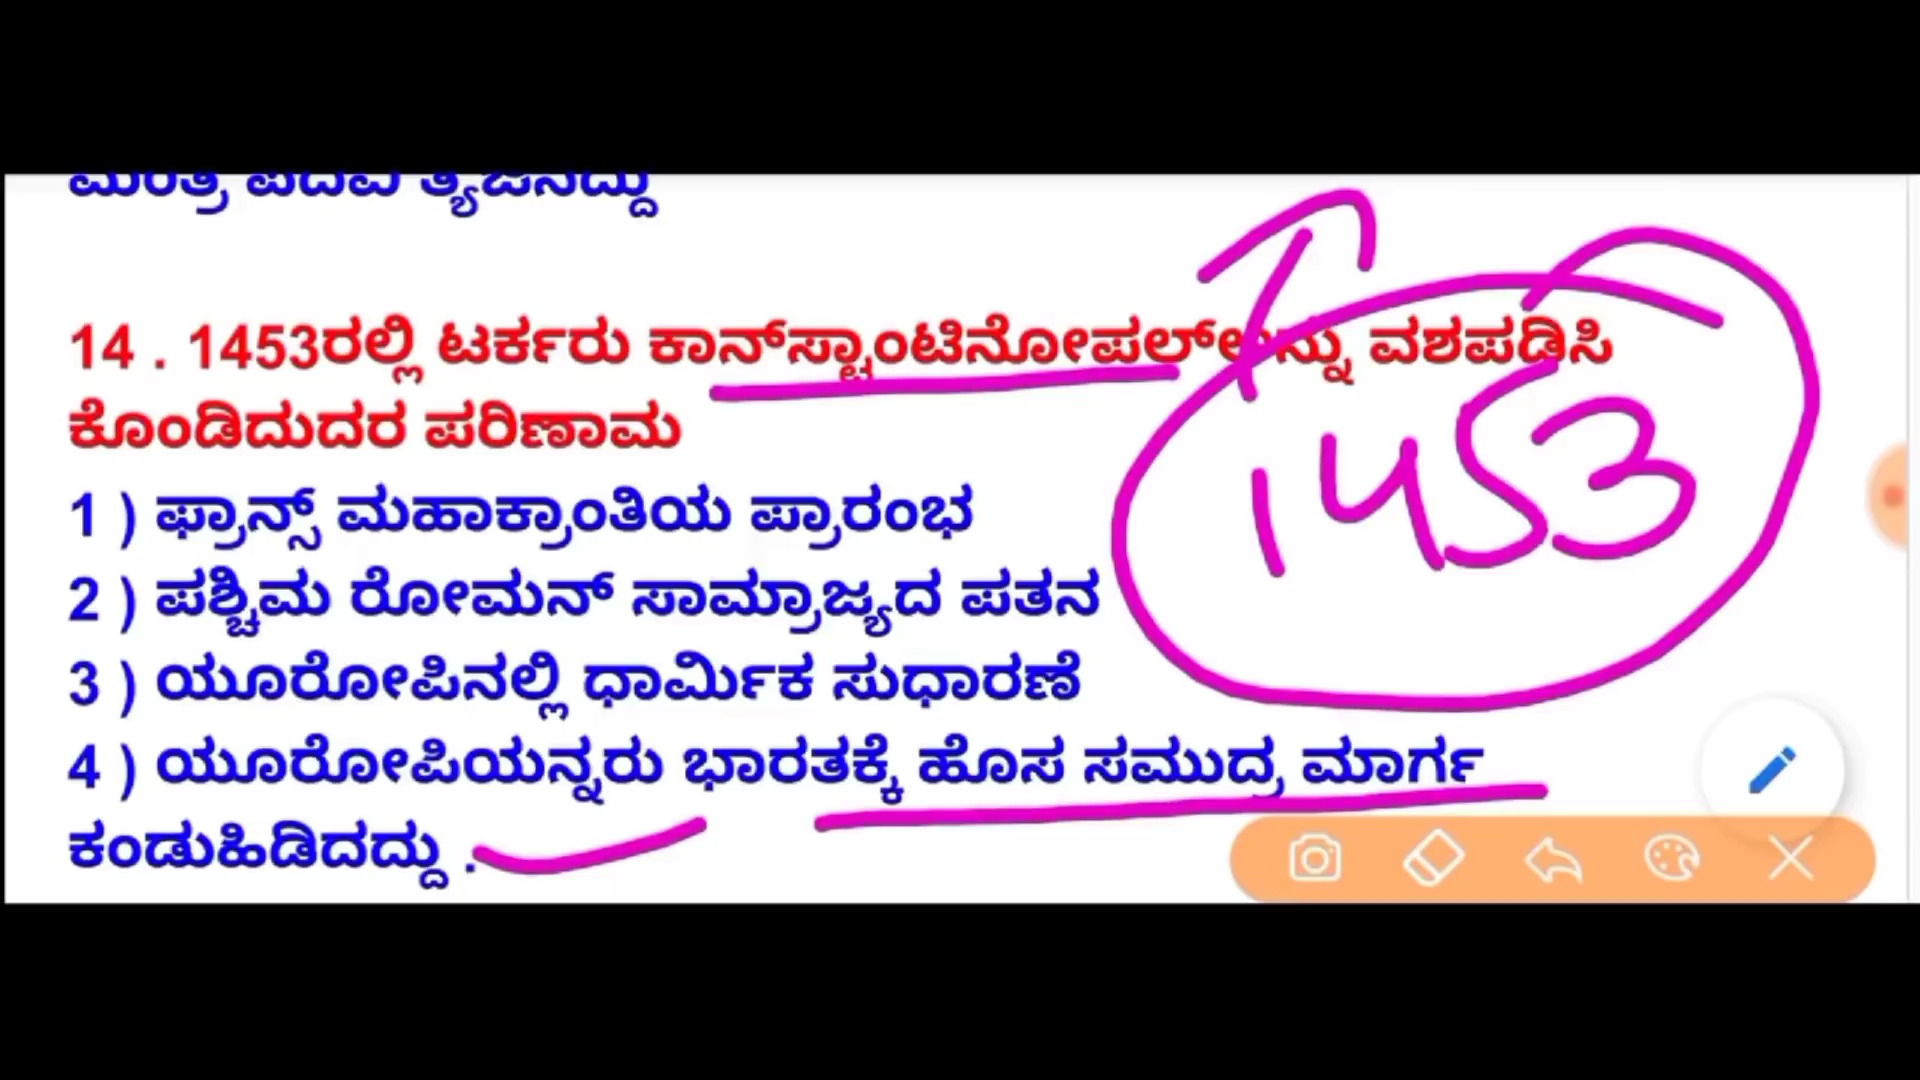 14 . 1453ರಲ್ಲಿ ಟರ್ಕರು ಕಾನ್‌ಸ್ಟಾಂಟಿನೋಪಲ್‌ಅನ್ನು ವಶಪಡಿಸಿ
ಕೊಂಡಿದುದರ ಪರಿಣಾಮ
1453
1 ) ಫ್ರಾನ್ಸ್ ಮಹಾಕ್ರಾಂತಿಯ ಪ್ರಾರಂಭ
2 ) ಪಶ್ಚಿಮ ರೋಮನ್ ಸಾಮ್ರಾಜ್ಯದ ಪತನ
3 ) ಯೂರೋಪಿನಲ್ಲಿ ಧಾರ್ಮಿಕ ಸುಧಾರಣೆ
4 ) ಯೂರೋಪಿಯನ್ನರು ಭಾರತಕ್ಕೆ ಹೊಸ ಸಮುದ್ರ ಮಾರ್ಗ
ಕಂಡುಹಿಡಿದದ್ದು .